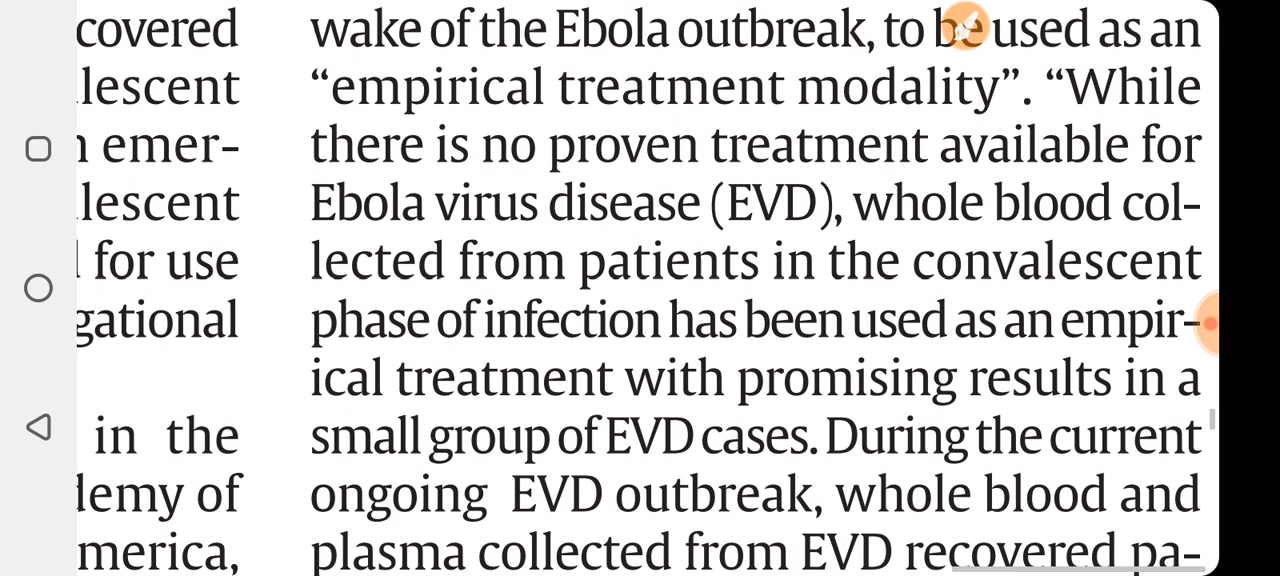 covered
lescent
emer-
lescent
for use
gational
in the
demy of
merica,
wake of the Ebola outbreak, to be used as an
“empirical treatment modality”. “While
there is no proven treatment available for
Ebola virus disease (EVD), whole blood col-
lected from patients in the convalescent
phase of infection has been used as an empir-
ical treatment with promising results in a
small group of EVD cases. During the current
ongoing EVD outbreak, whole blood and
plasma collected from EVD recovered pa-